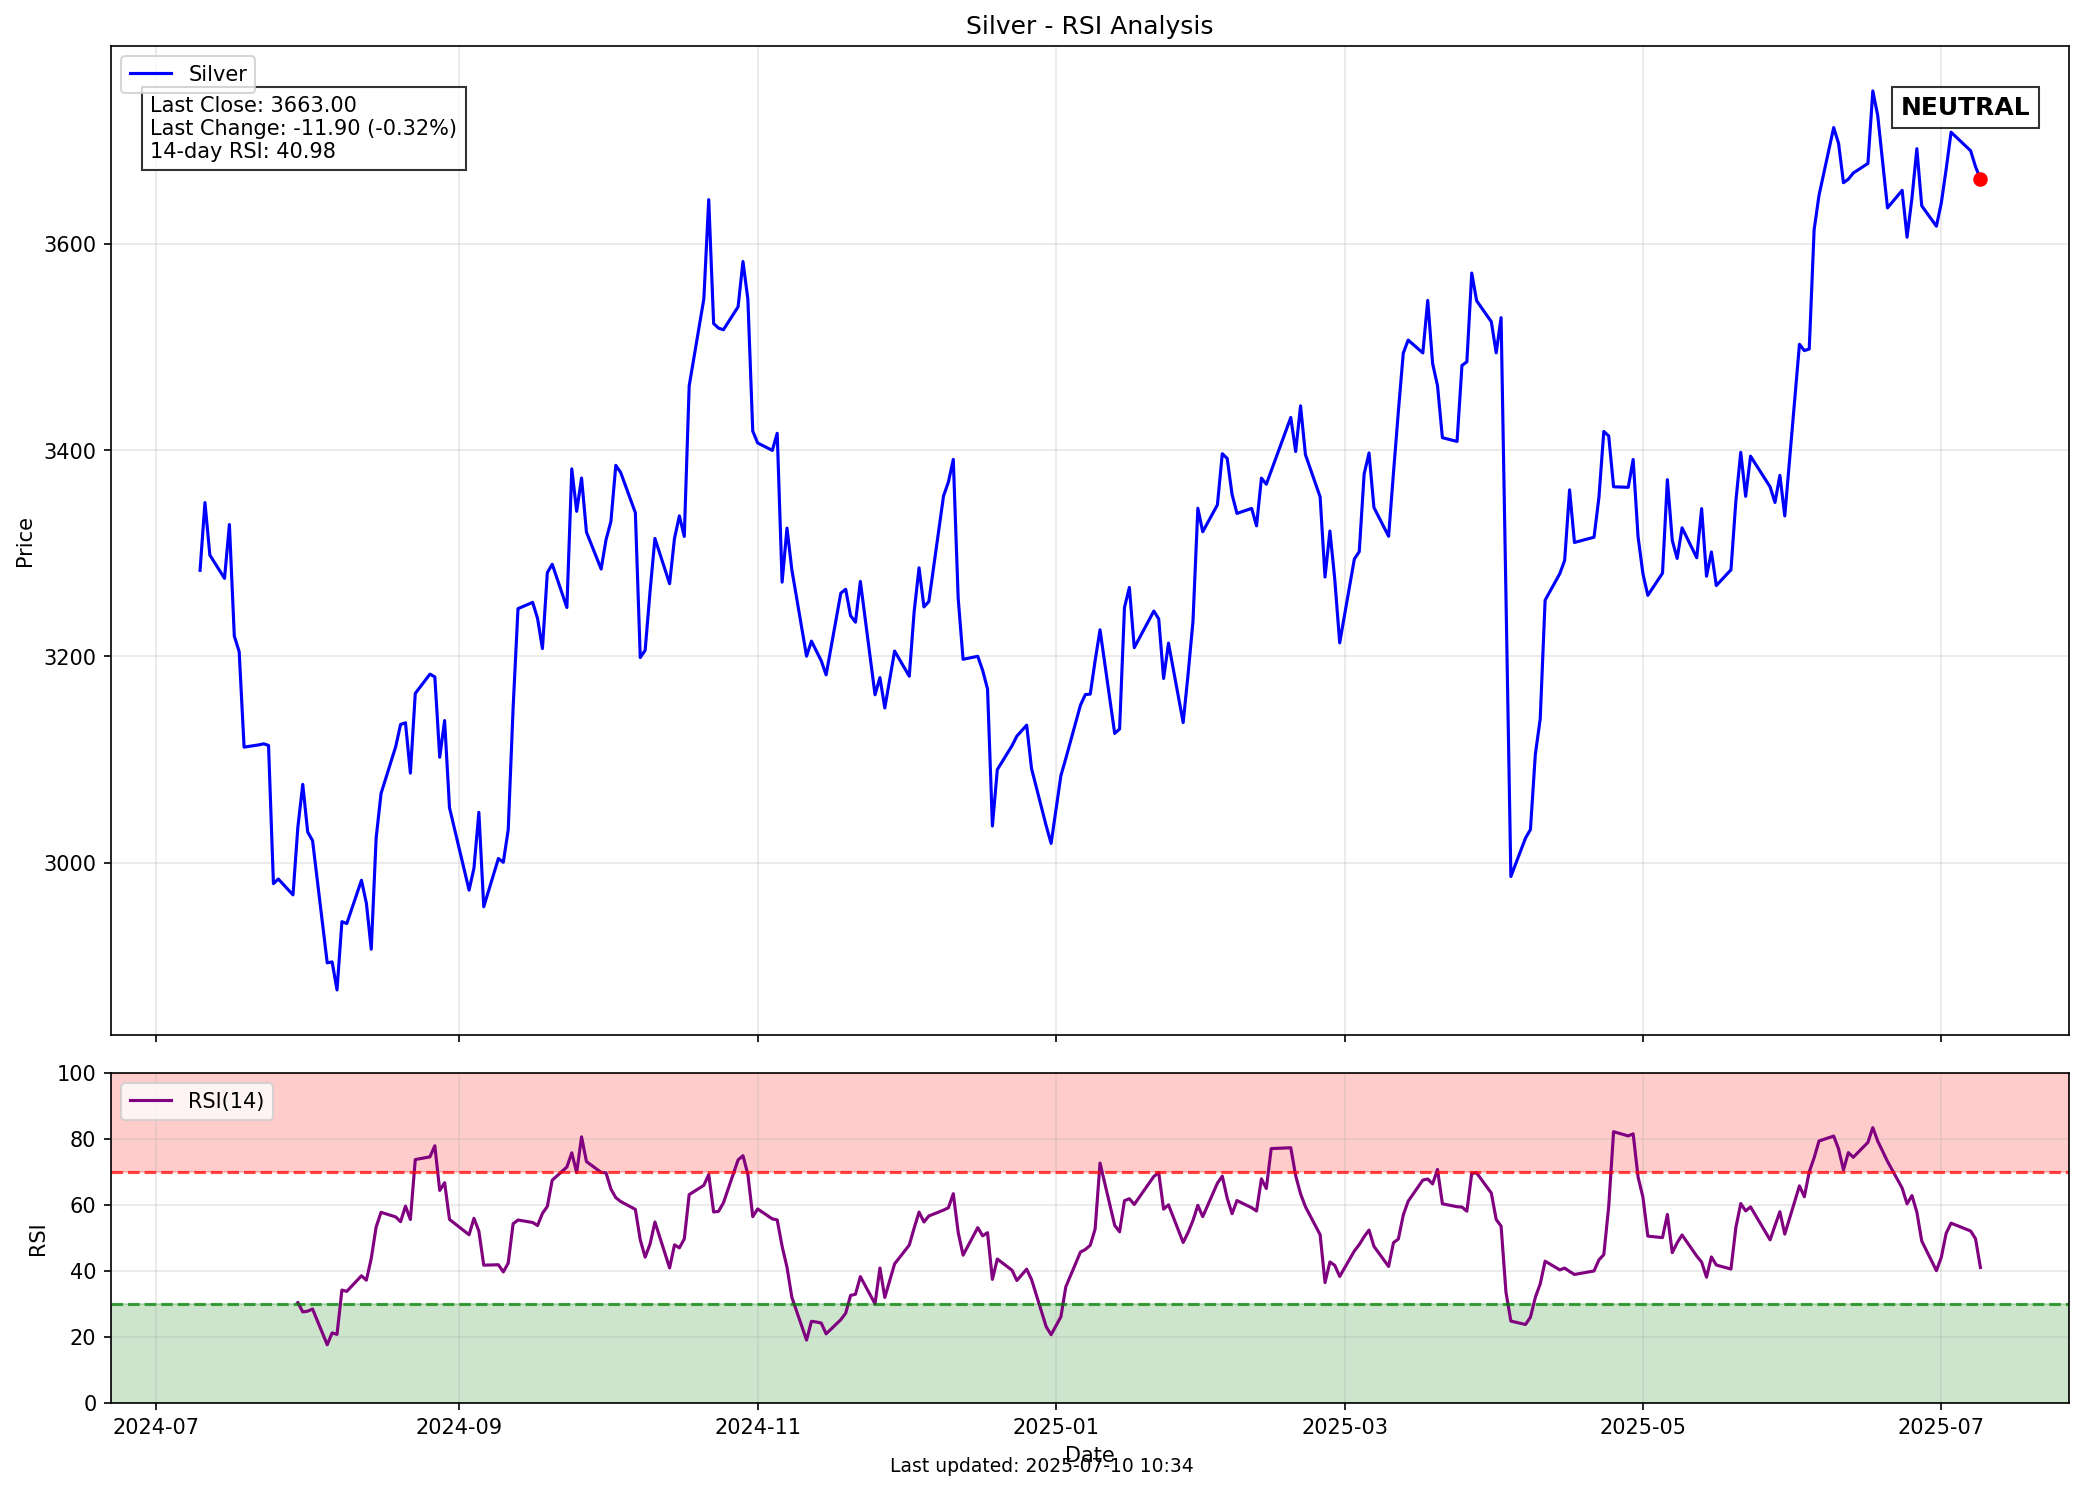 Silver - RSI Analysis
Silver
Last Close: 3663.00
Last Change: -11.90 (-0.32%)
14-day RSI: 40.98
NEUTRAL
3600
3400
3200
3000
Price
RSI(14)
100
80
60
40
20
0
RSI
2024-07
2024-09
2024-11
2025-01
2025-03
2025-05
2025-07
Date
Last updated: 2025-07-10 10:34